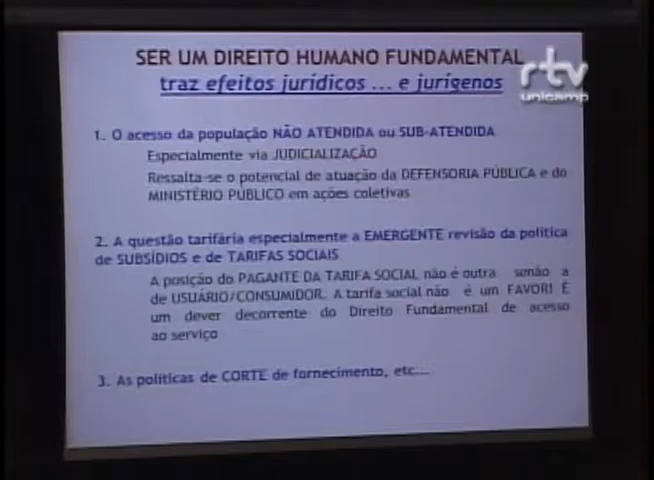 SER UM DIREITO HUMANO FUNDAMENTAL
traz efeitos jurídicos ... e jurígenos
rtv
unicamp
1. O acesso da população NÃO ATENDIDA ou SUB-ATENDIDA
Especialmente via JUDICIALIZAÇÃO
Ressalta-se o potencial de atuação da DEFENSORIA PÚBLICA e do
MINISTÉRIO PÚBLICO em ações coletivas
2. A questão tarifária especialmente a EMERGENTE revisão da política
de SUBSÍDIOS e de TARIFAS SOCIAIS
A posição do PAGANTE DA TARIFA SOCIAL não é outra senão a
de USUÁRIO/CONSUMIDOR. A tarifa social não é um FAVOR! É
um dever decorrente do Direito Fundamental de acesso
ao serviço
3. As políticas de CORTE de fornecimento, etc...